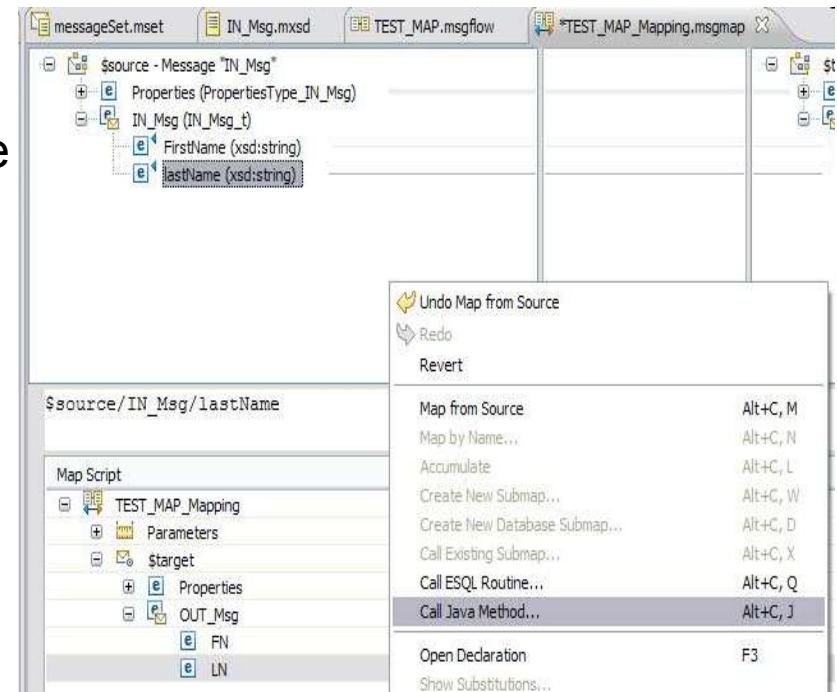 messageSet.mset IN_Msg.mxsd TEST_MAP.msgflow *TEST_MAP_Mapping.msgmap
$source - Message "IN_Msg" $t
Properties (PropertiesType_IN_Msg) e
IN_Msg (IN_Msg_t)
e FirstName (xsd:string)
e lastName (xsd:string)
Undo Map from Source
Redo
Revert
$source/IN_Msg/lastName
Map from Source Alt+C, M
Map by Name... Alt+C, N
Accumulate Alt+C, L
Create New Submap... Alt+C, W
Create New Database Submap... Alt+C, D
Call Existing Submap... Alt+C, X
Call ESQL Routine... Alt+C, Q
Call Java Method... Alt+C, J
Open Declaration F3
Show Substitutions...
Map Script
TEST_MAP_Mapping
Parameters
$target
e Properties
OUT_Msg
e FN
e LN